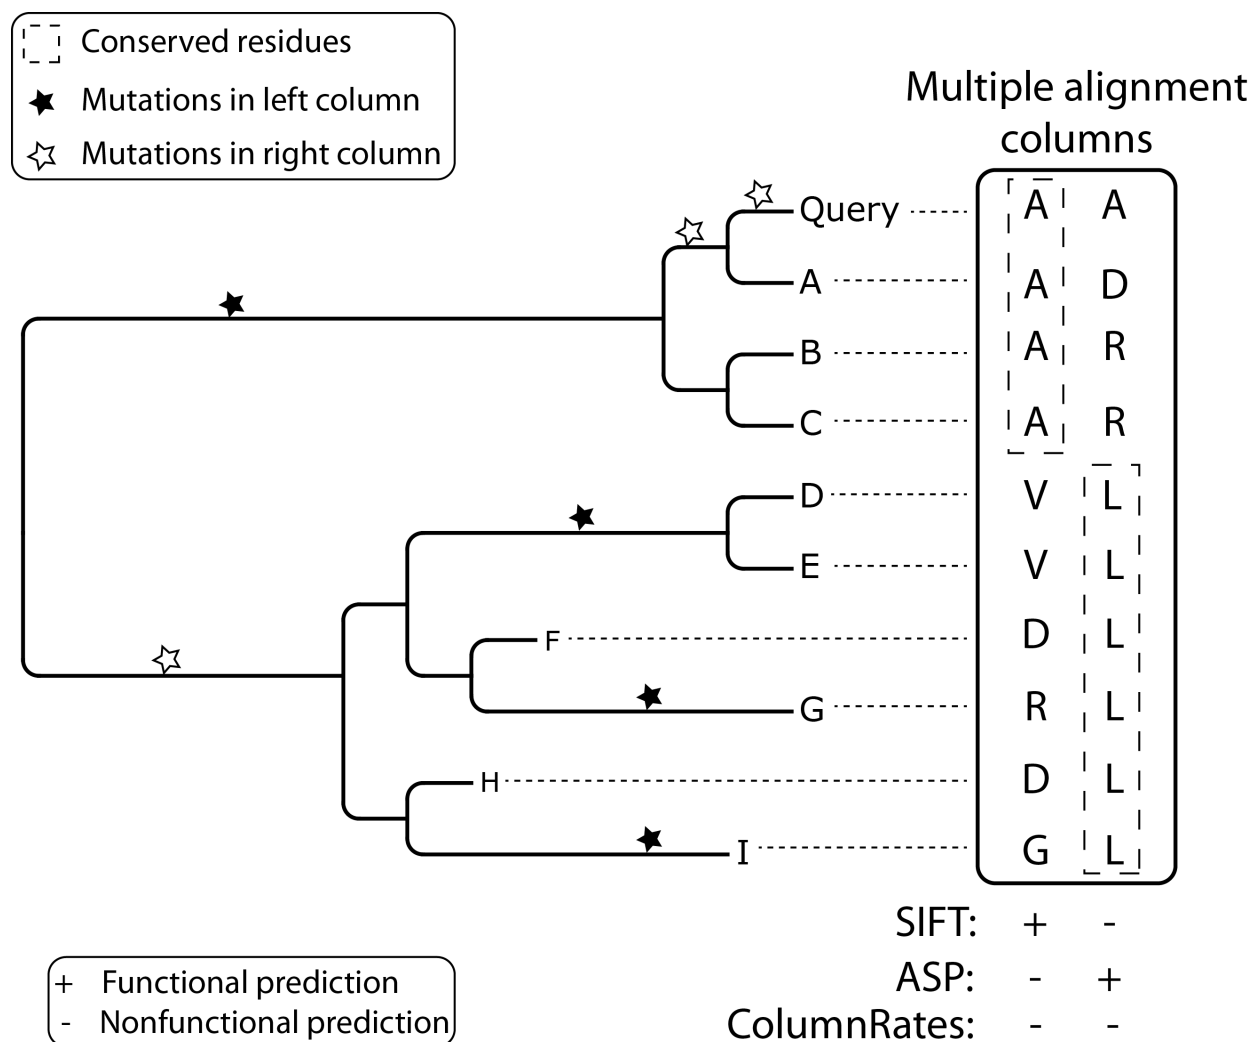 Conserved residues
Mutations in left column
Mutations in right column
Multiple alignment
columns
Query A A
A A D
B A R
C A R
D V L
E V L
F D L
G R L
H D L
I G L
SIFT: + -
ASP: - +
ColumnRates: - -
+ Functional prediction
- Nonfunctional prediction